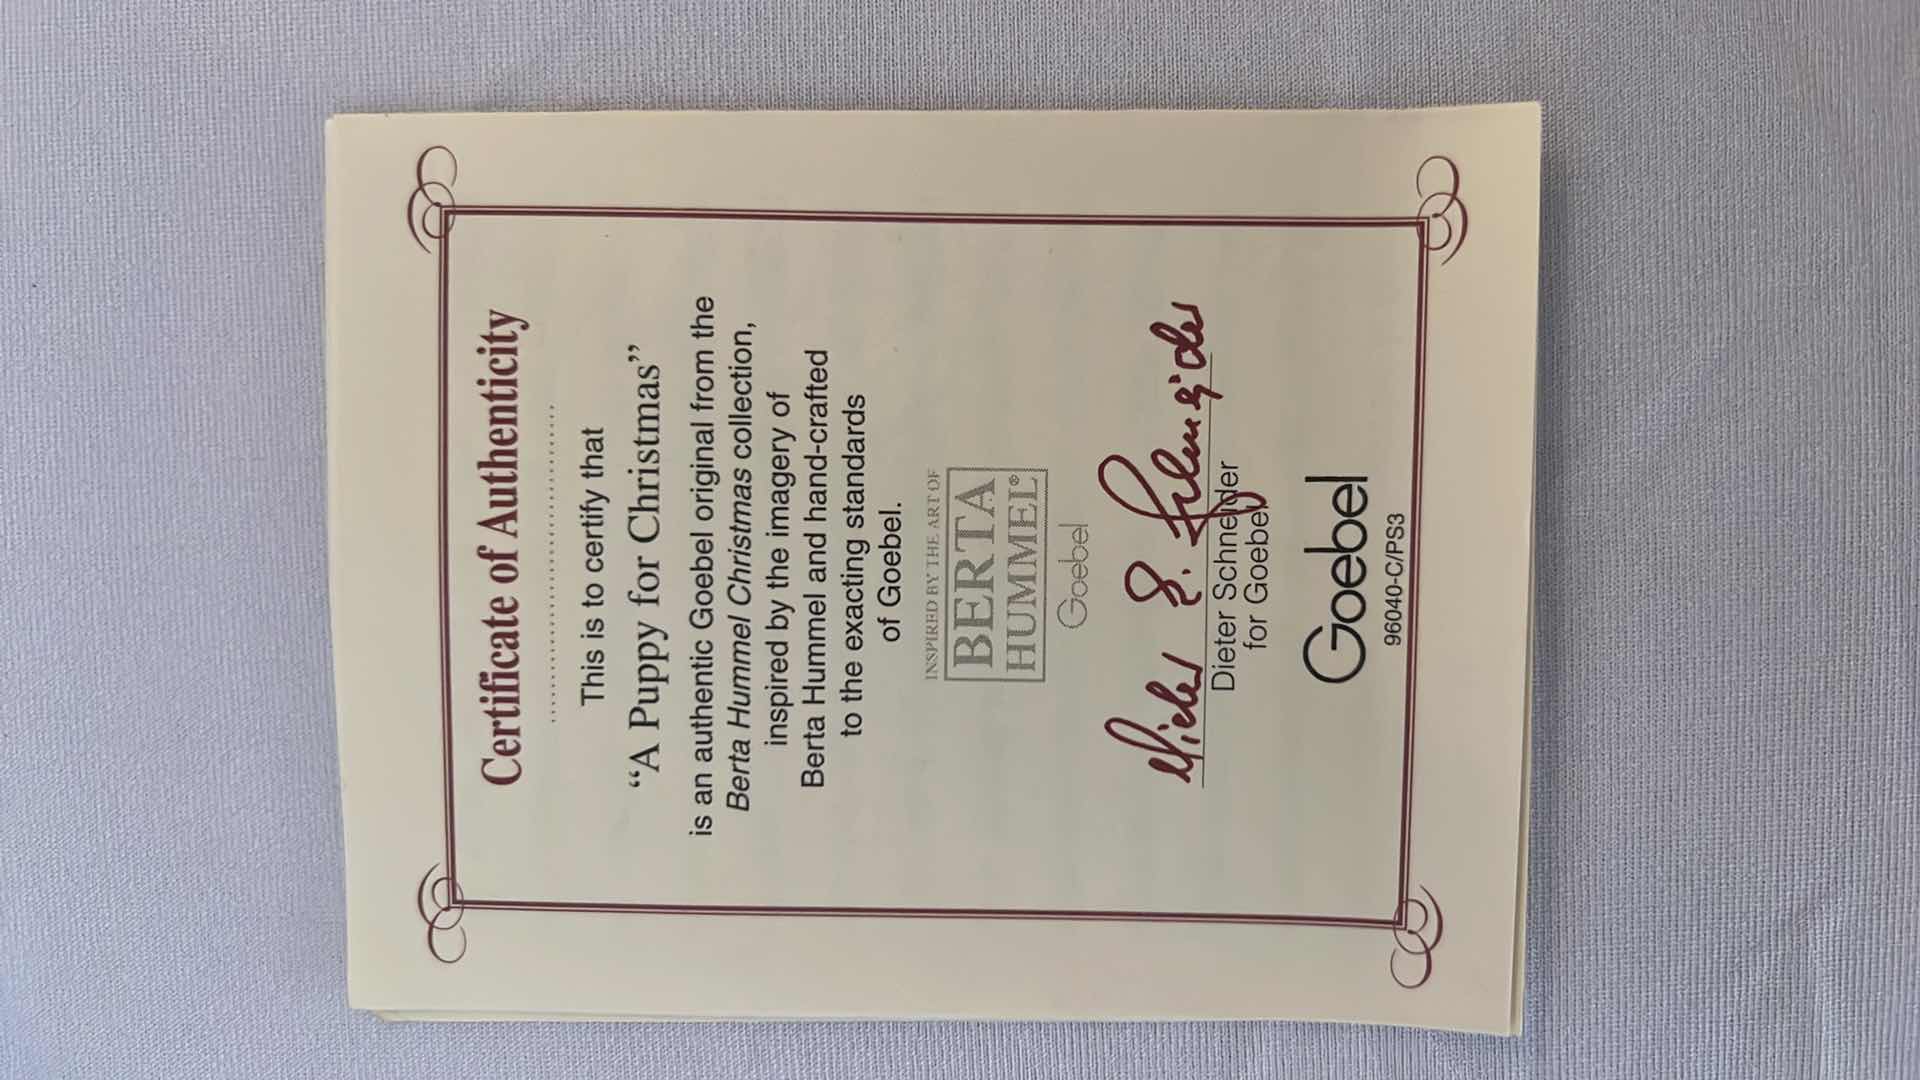 Certificate of Authenticity
This is to certify that
“A Puppy for Christmas”
is an authentic Goebel original from the
Berta Hummel Christmas collection,
inspired by the imagery of
Berta Hummel and hand-crafted
to the exacting standards
of Goebel.
INSPIRED BY THE ART OF
BERTA
HUMMEL®
Goebel
Dieter Schneider
for Goebel
Goebel
96040-C/PS3